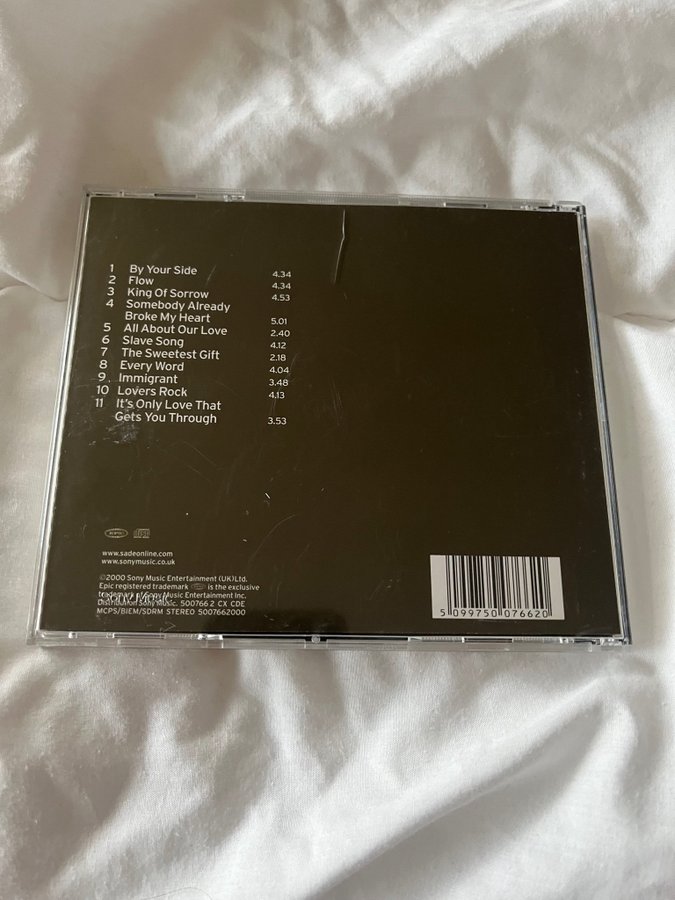 1 By Your Side 4.34
2 Flow 4.34
3 King Of Sorrow 4.53
4 Somebody Already
Broke My Heart 5.01
5 All About Our Love 2.40
6 Slave Song 4.12
7 The Sweetest Gift 2.18
8 Every Word 4.04
9 Immigrant 3.48
10 Lovers Rock 4.13
11 It's Only Love That
Gets You Through 3.53
epic
www.sadeonline.com
www.sonymusic.co.uk
©2000 Sony Music Entertainment (UK)Ltd.
Epic registered trademark epic is the exclusive
trademark of Sony Music Entertainment Inc.
Distribution Sony Music. 500766 2 CX CDE
MCPS/BIEM/SDRM STEREO 5007662000
Sony Music
5 099750 076620